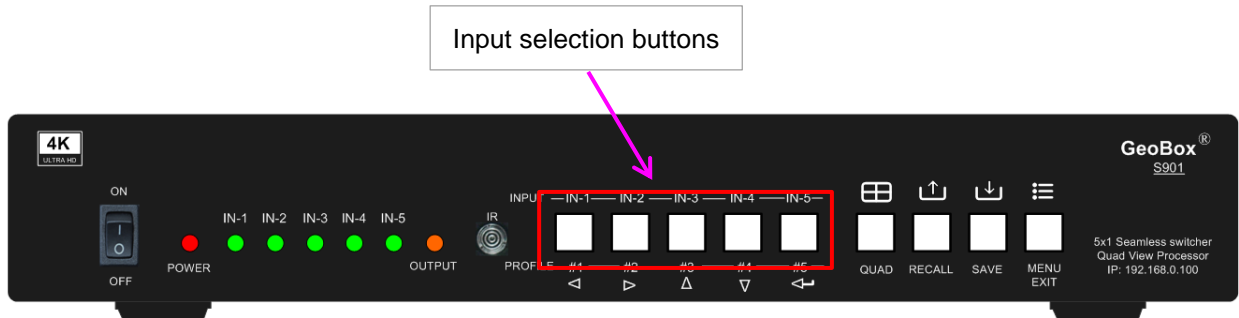 Input selection buttons
4K
ULTRA HD
GeoBox®
S901
ON
IN-1 IN-2 IN-3 IN-4 IN-5
IR
INPUT IN-1 IN-2 IN-3 IN-4 IN-5
I
O
POWER
OUTPUT
PROFILE #1 #2 #3 #4 #5
QUAD RECALL SAVE MENU EXIT
OFF
5x1 Seamless switcher
Quad View Processor
IP: 192.168.0.100